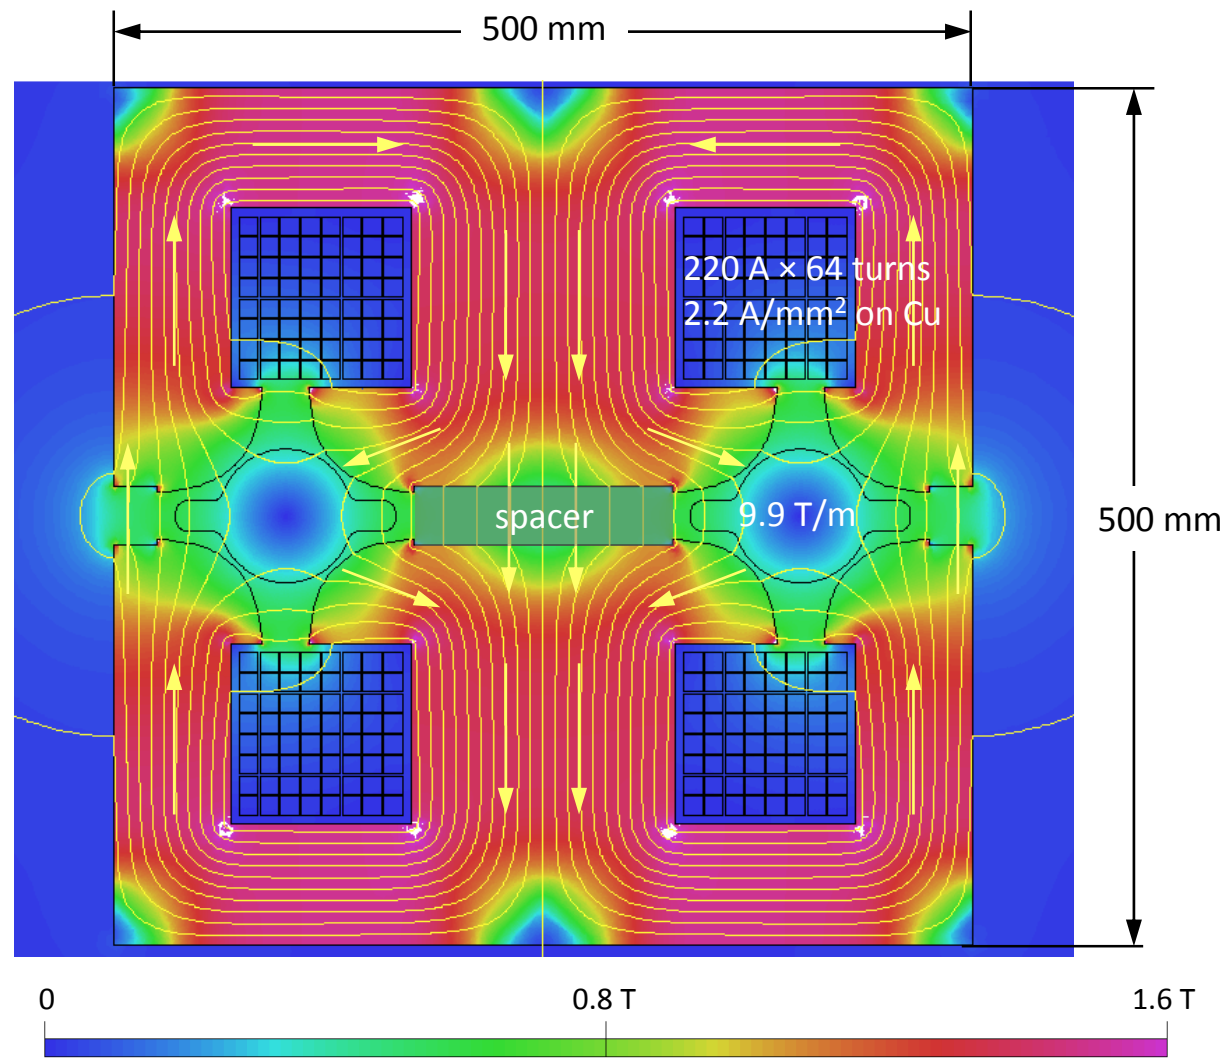 500 mm
220 A × 64 turns
2.2 A/mm² on Cu
spacer
9.9 T/m
500 mm
0
0.8 T
1.6 T